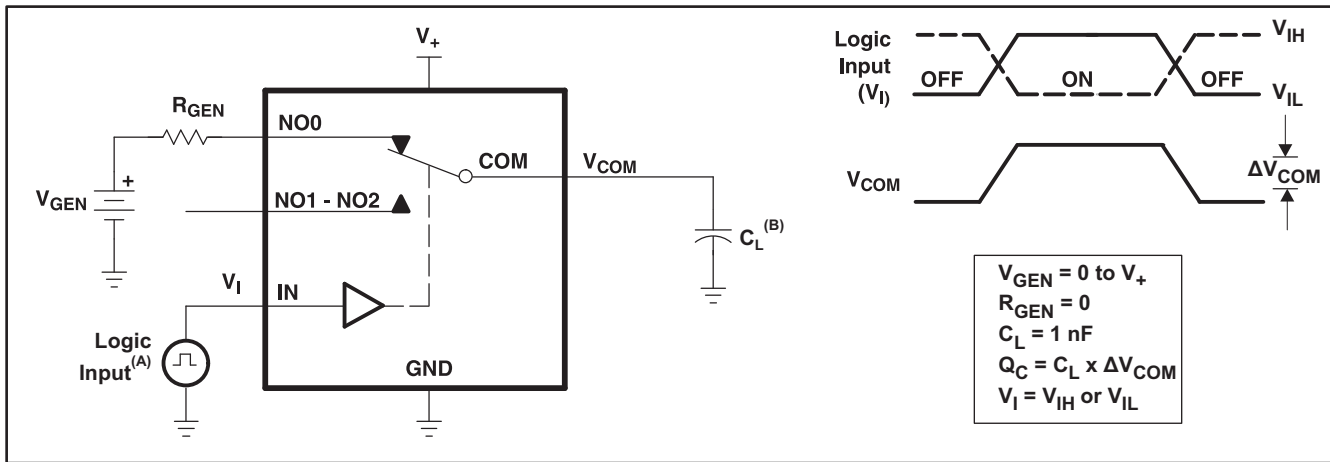 V+
RGEN
NO0
COM
VCOM
VGEN
+
NO1 - NO2
CL(B)
VI
IN
Logic
Input(A)
GND
Logic
Input
(VI)
VIH
OFF
ON
OFF
VIL
VCOM
ΔVCOM
VGEN = 0 to V+
RGEN = 0
CL = 1 nF
QC = CL x ΔVCOM
VI = VIH or VIL